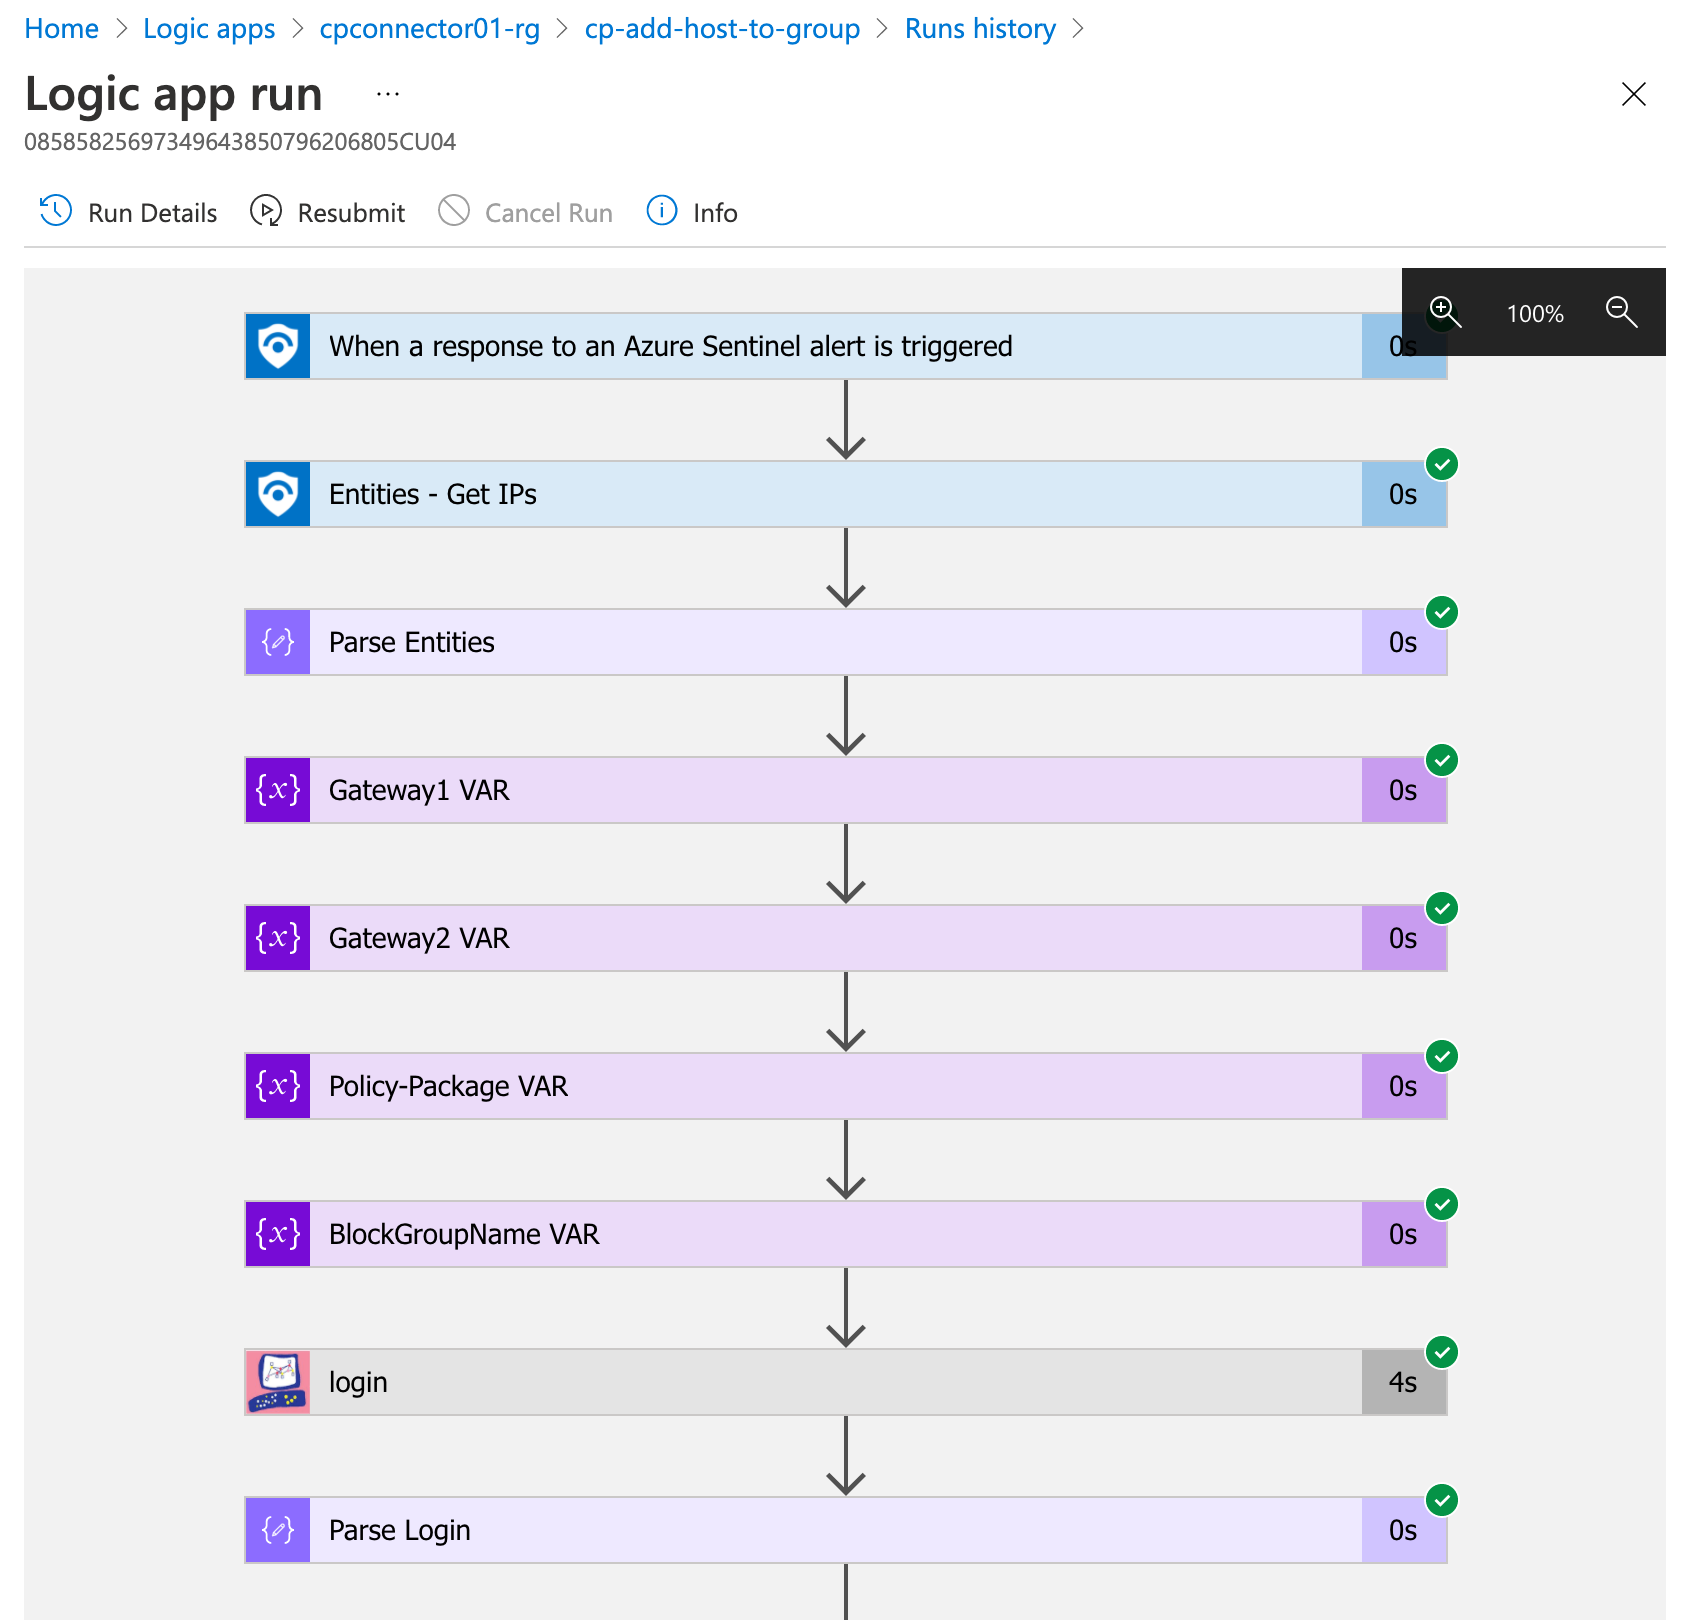 Home > Logic apps > cpconnector01-rg > cp-add-host-to-group > Runs history >
Logic app run ...
08585825697349643850796206805CU04
Run Details Resubmit Cancel Run Info
100%
When a response to an Azure Sentinel alert is triggered 0s
Entities - Get IPs 0s
Parse Entities 0s
{x} Gateway1 VAR 0s
{x} Gateway2 VAR 0s
{x} Policy-Package VAR 0s
{x} BlockGroupName VAR 0s
login 4s
Parse Login 0s